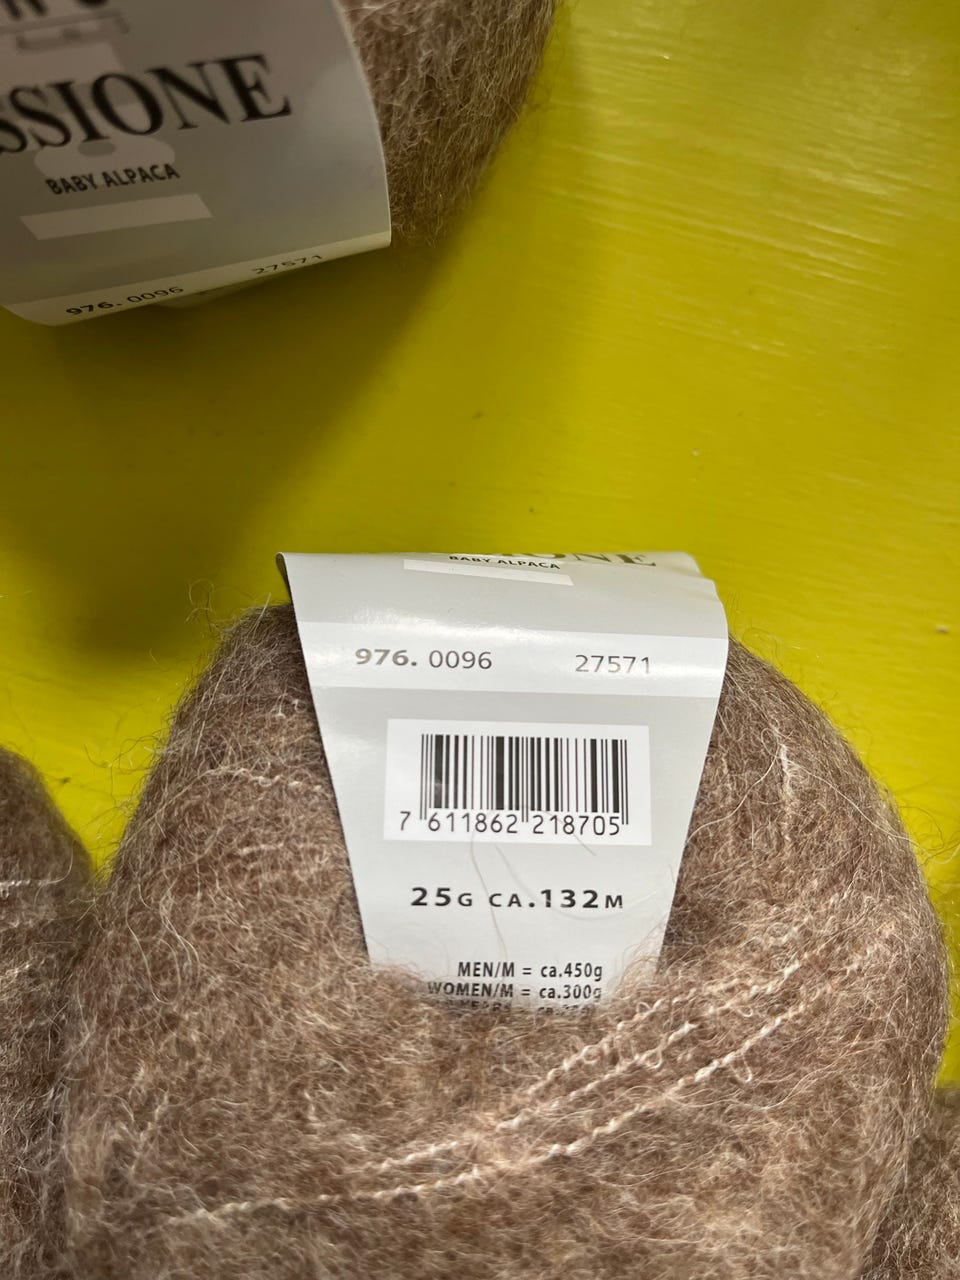 SSIONE
BABY ALPACA
976. 0096 27571
IONE
BABY ALPACA
976. 0096 27571
7 611862 218705
25G CA.132M
MEN/M = ca.450g
WOMEN/M = ca.300g